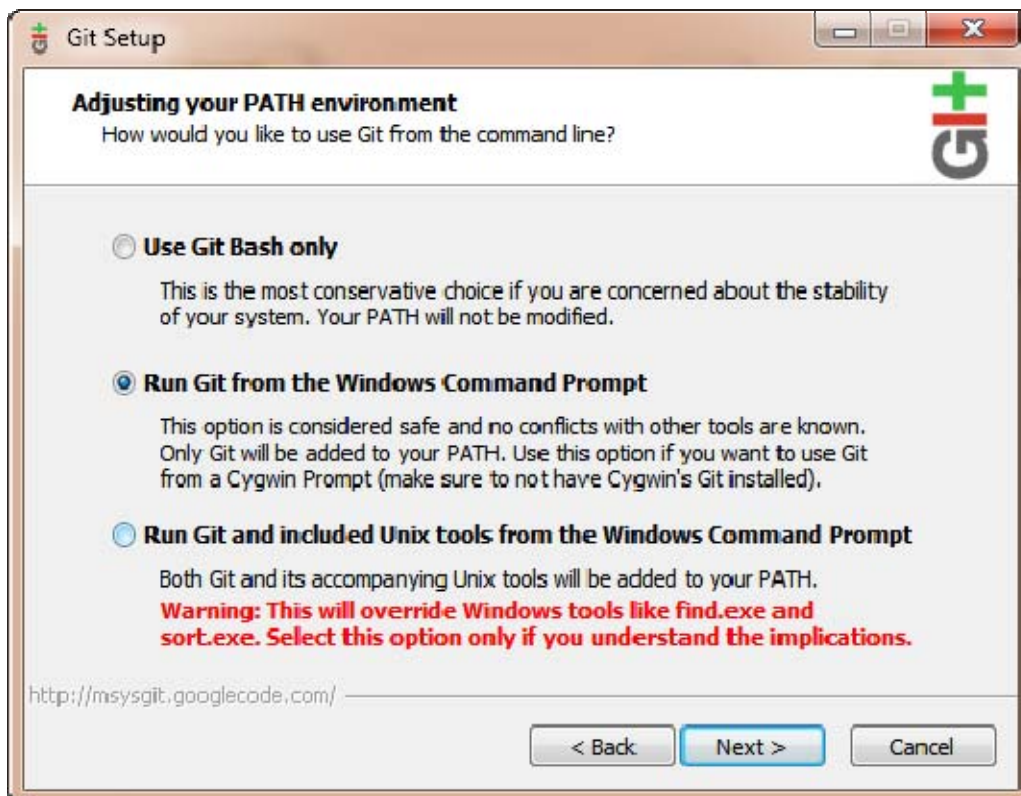 Git Setup
Adjusting your PATH environment
How would you like to use Git from the command line?
GIt
Use Git Bash only
This is the most conservative choice if you are concerned about the stability
of your system. Your PATH will not be modified.
Run Git from the Windows Command Prompt
This option is considered safe and no conflicts with other tools are known.
Only Git will be added to your PATH. Use this option if you want to use Git
from a Cygwin Prompt (make sure to not have Cygwin's Git installed).
Run Git and included Unix tools from the Windows Command Prompt
Both Git and its accompanying Unix tools will be added to your PATH.
Warning: This will override Windows tools like find.exe and
sort.exe. Select this option only if you understand the implications.
http://msysgit.googlecode.com/
< Back Next > Cancel